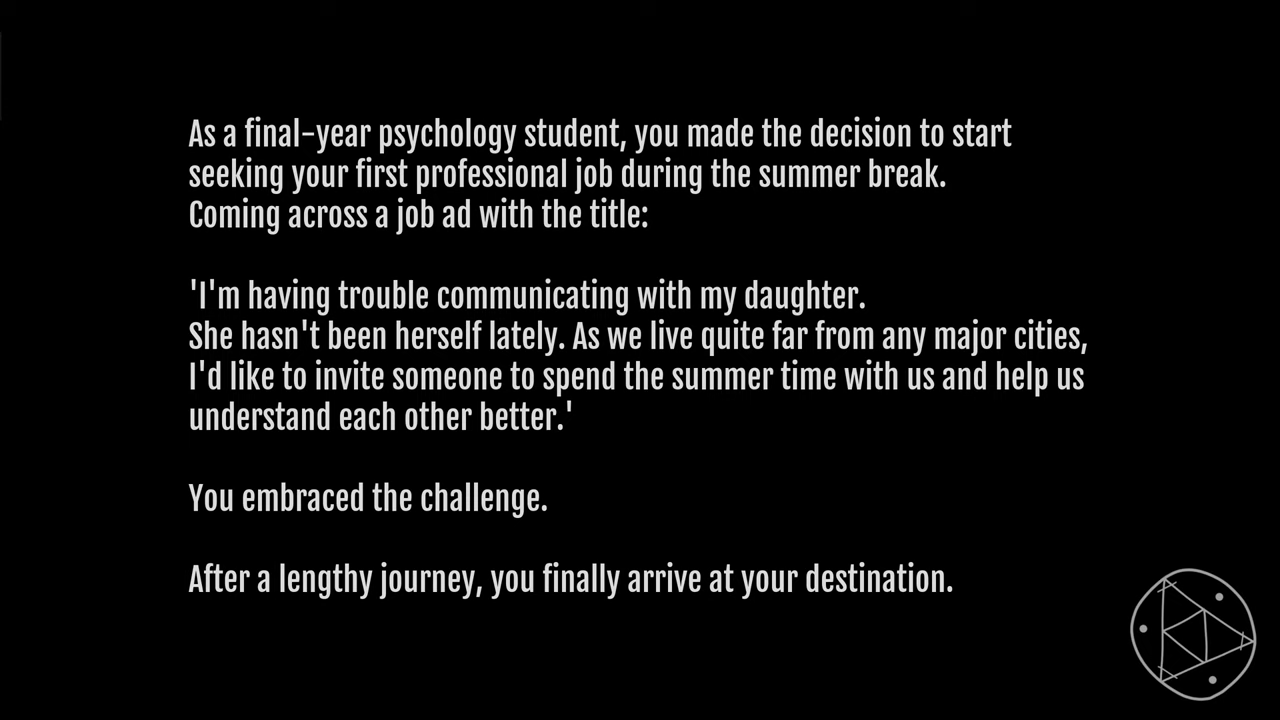 As a final-year psychology student, you made the decision to start
seeking your first professional job during the summer break.
Coming across a job ad with the title:
'I'm having trouble communicating with my daughter.
She hasn't been herself lately. As we live quite far from any major cities,
I'd like to invite someone to spend the summer time with us and help us
understand each other better.'
You embraced the challenge.
After a lengthy journey, you finally arrive at your destination.